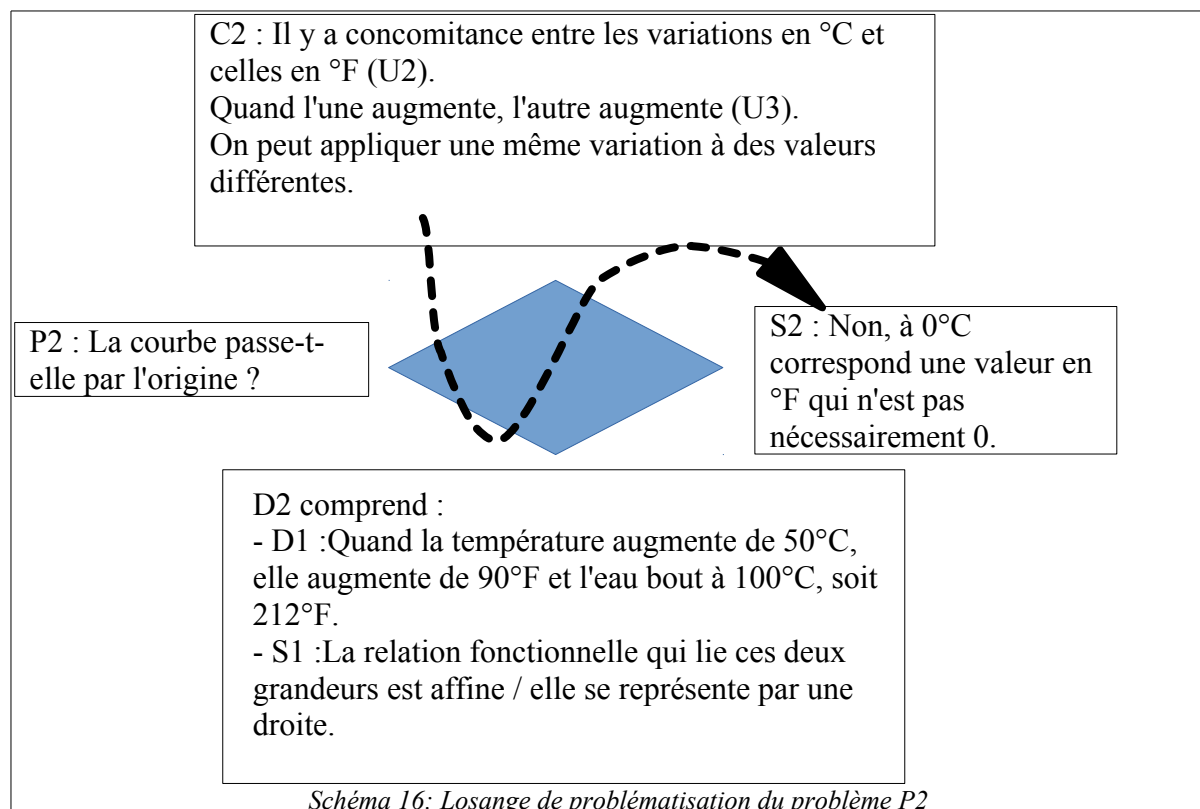 C2 : Il y a concomitance entre les variations en °C et
celles en °F (U2).
Quand l'une augmente, l'autre augmente (U3).
On peut appliquer une même variation à des valeurs
différentes.
P2 : La courbe passe-t-
elle par l'origine ?
S2 : Non, à 0°C
correspond une valeur en
°F qui n'est pas
nécessairement 0.
D2 comprend :
- D1 :Quand la température augmente de 50°C,
elle augmente de 90°F et l'eau bout à 100°C, soit
212°F.
- S1 :La relation fonctionnelle qui lie ces deux
grandeurs est affine / elle se représente par une
droite.
Schéma 16: Losange de problématisation du problème P2